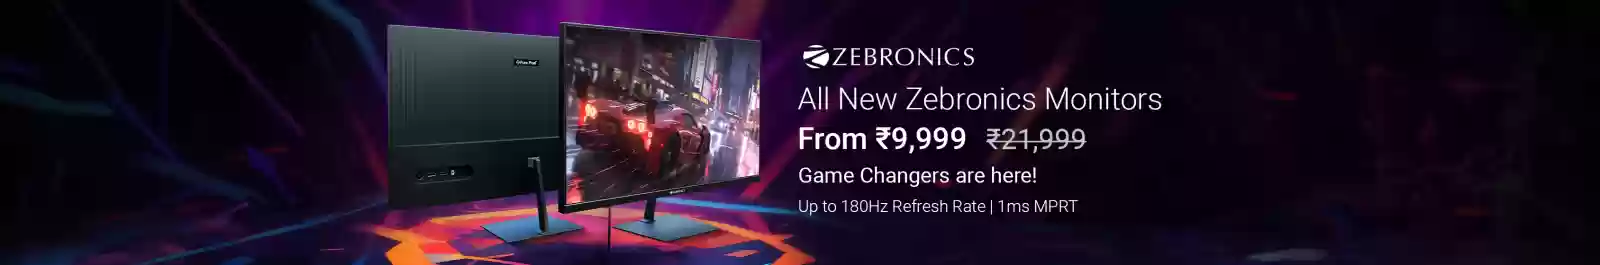 ZEBRONICS
All New Zebronics Monitors
From ₹9,999 ₹21,999
Game Changers are here!
Up to 180Hz Refresh Rate | 1ms MPRT